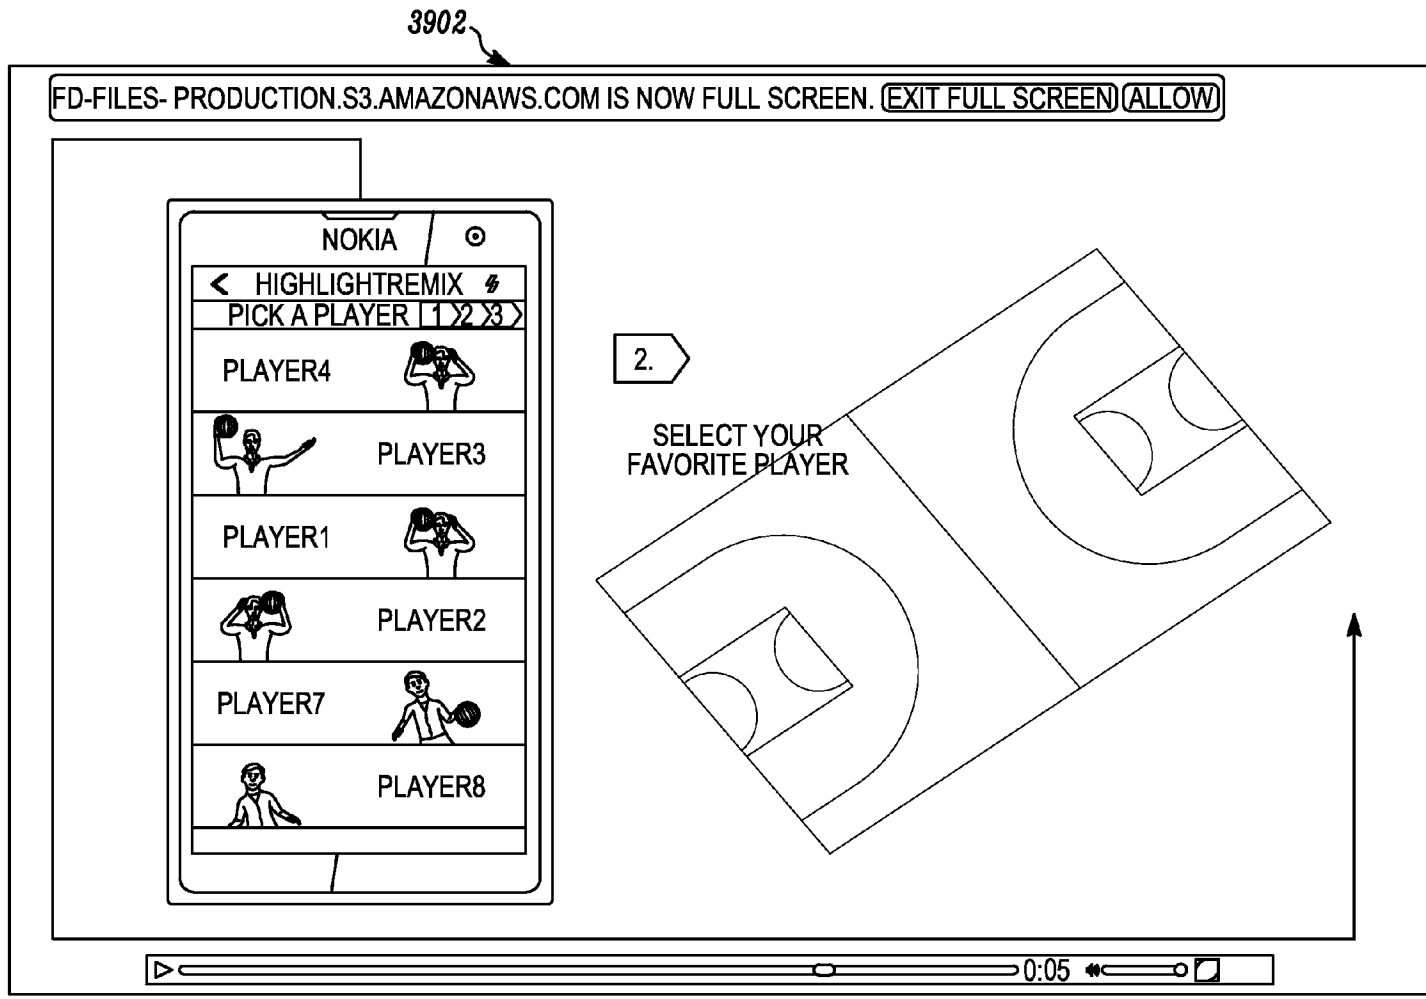 3902
FD-FILES- PRODUCTION.S3.AMAZONAWS.COM IS NOW FULL SCREEN. EXIT FULL SCREEN ALLOW
NOKIA
HIGHLIGHTREMIX
PICK A PLAYER 1 2 3
PLAYER4
PLAYER3
PLAYER1
PLAYER2
PLAYER7
PLAYER8
2.
SELECT YOUR
FAVORITE PLAYER
0:05